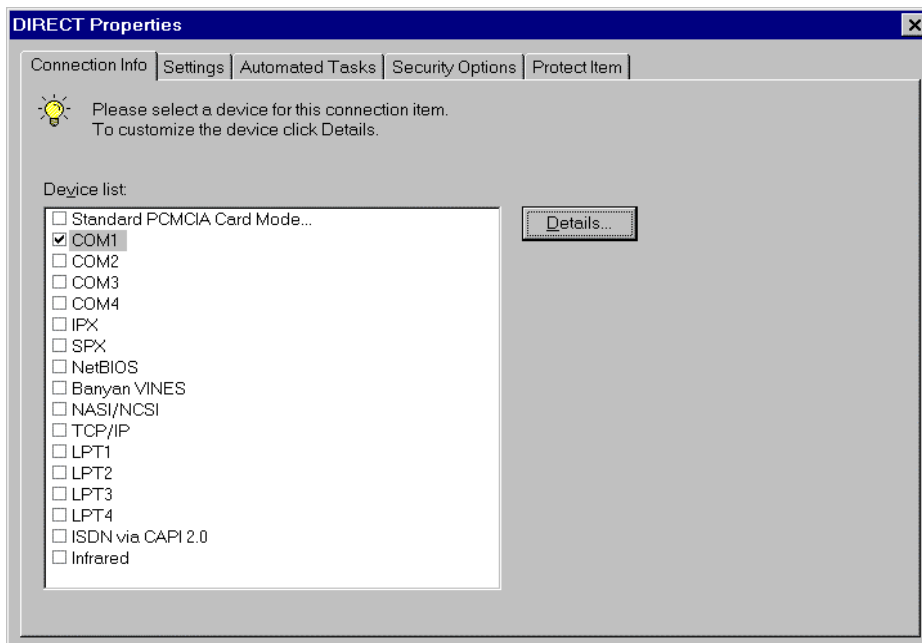 DIRECT Properties
Connection Info Settings Automated Tasks Security Options Protect Item
Please select a device for this connection item.
To customize the device click Details.
Device list:
Standard PCMCIA Card Mode...
Details...
COM1
COM2
COM3
COM4
IPX
SPX
NetBIOS
Banyan VINES
NASI/NCSI
TCP/IP
LPT1
LPT2
LPT3
LPT4
ISDN via CAPI 2.0
Infrared